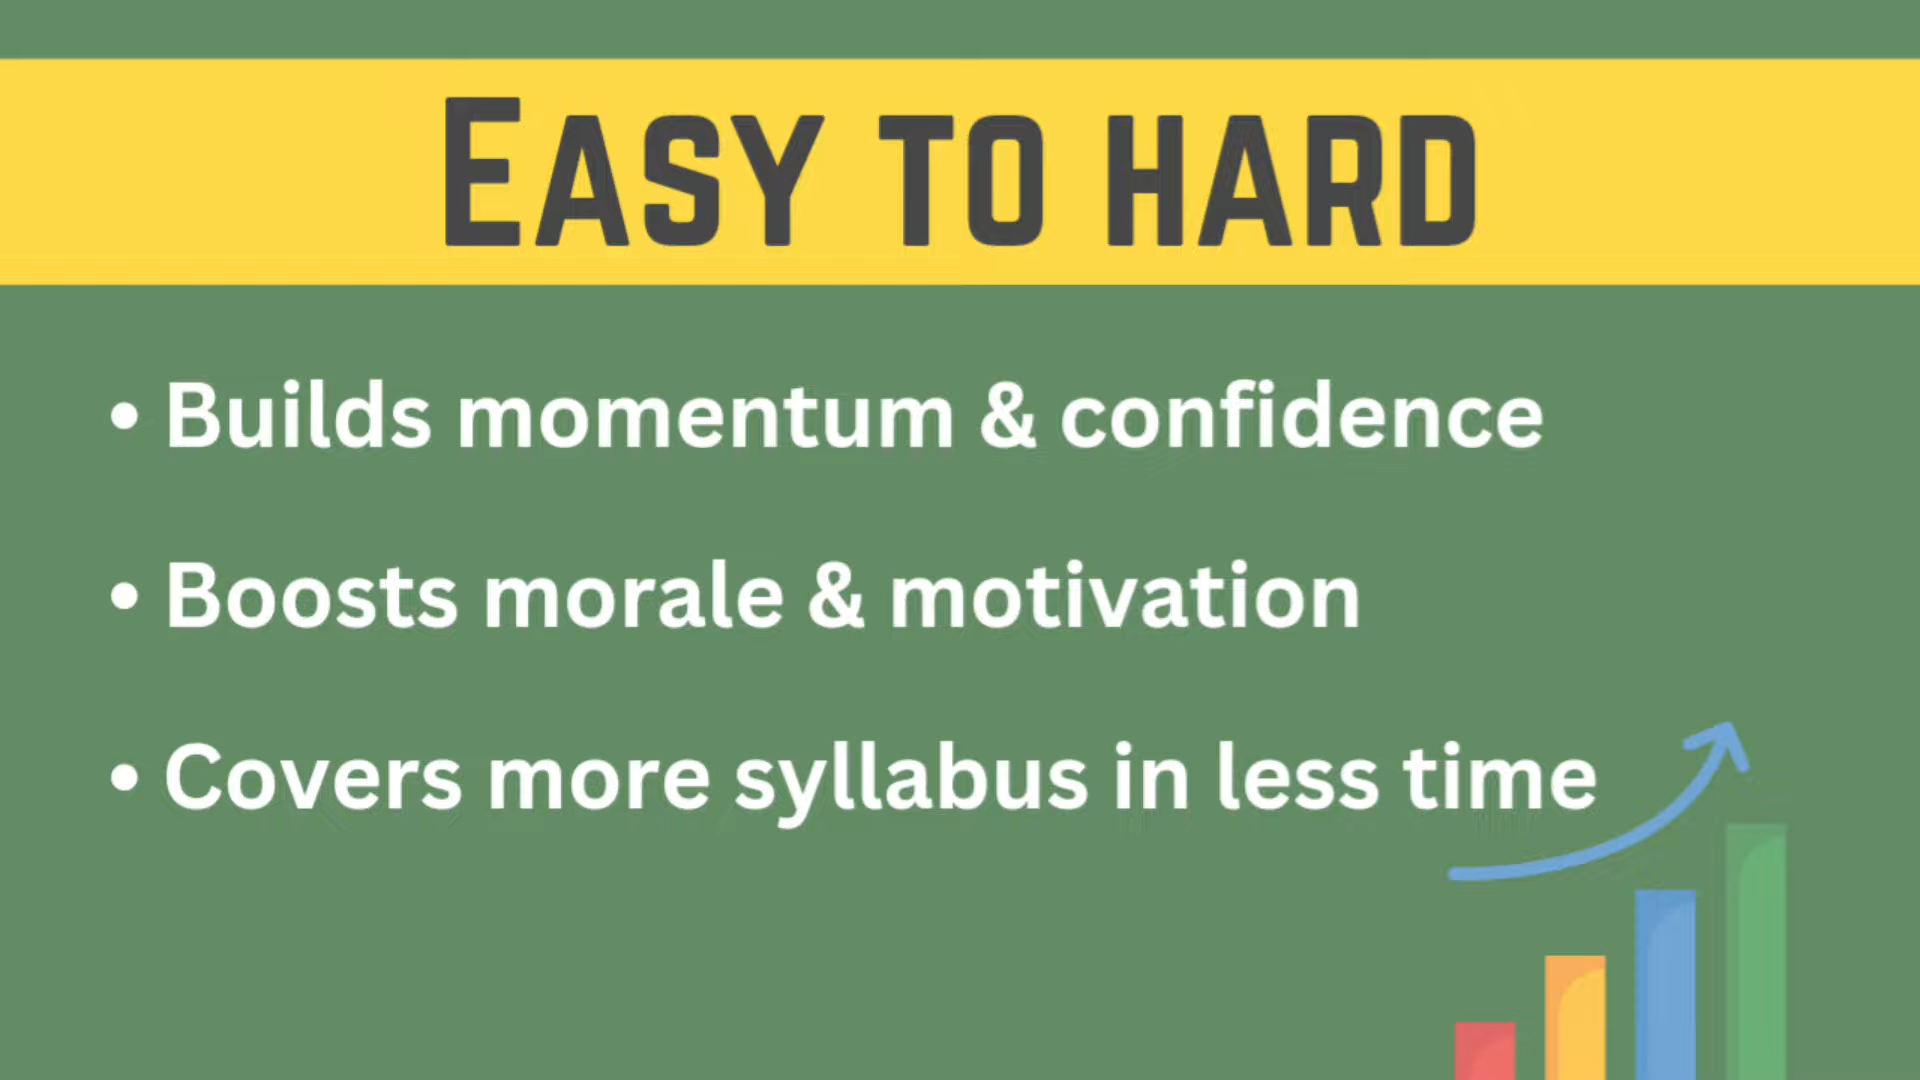 EASY TO HARD
• Builds momentum & confidence
• Boosts morale & motivation
• Covers more syllabus in less time